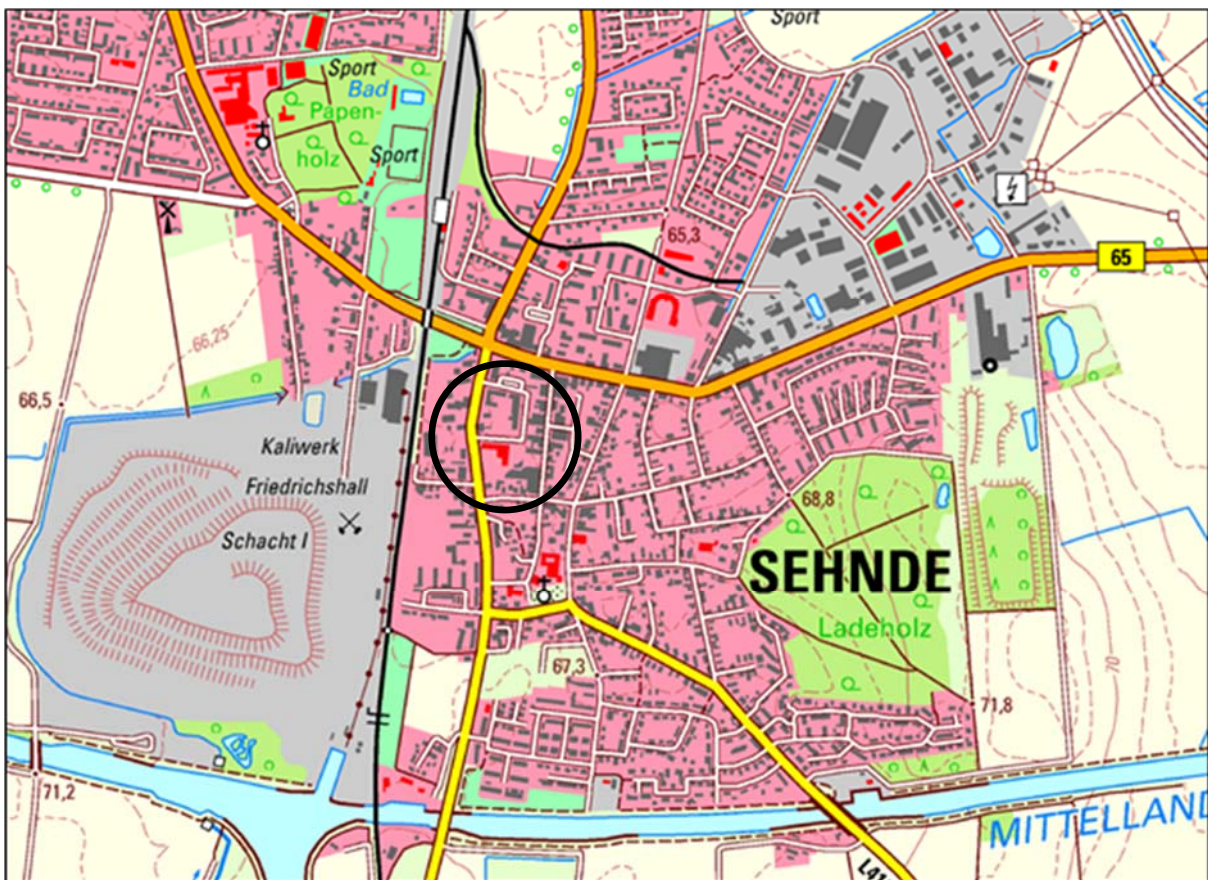 Sport
Sport
Bad
Papen-
holz
Sport
65,3
65
66,25
66,5
Kaliwerk
Friedrichshall
Schacht I
68,8
SEHNDE
Ladeholz
67,3
70
71,8
71,2
MITTELLAND
L41